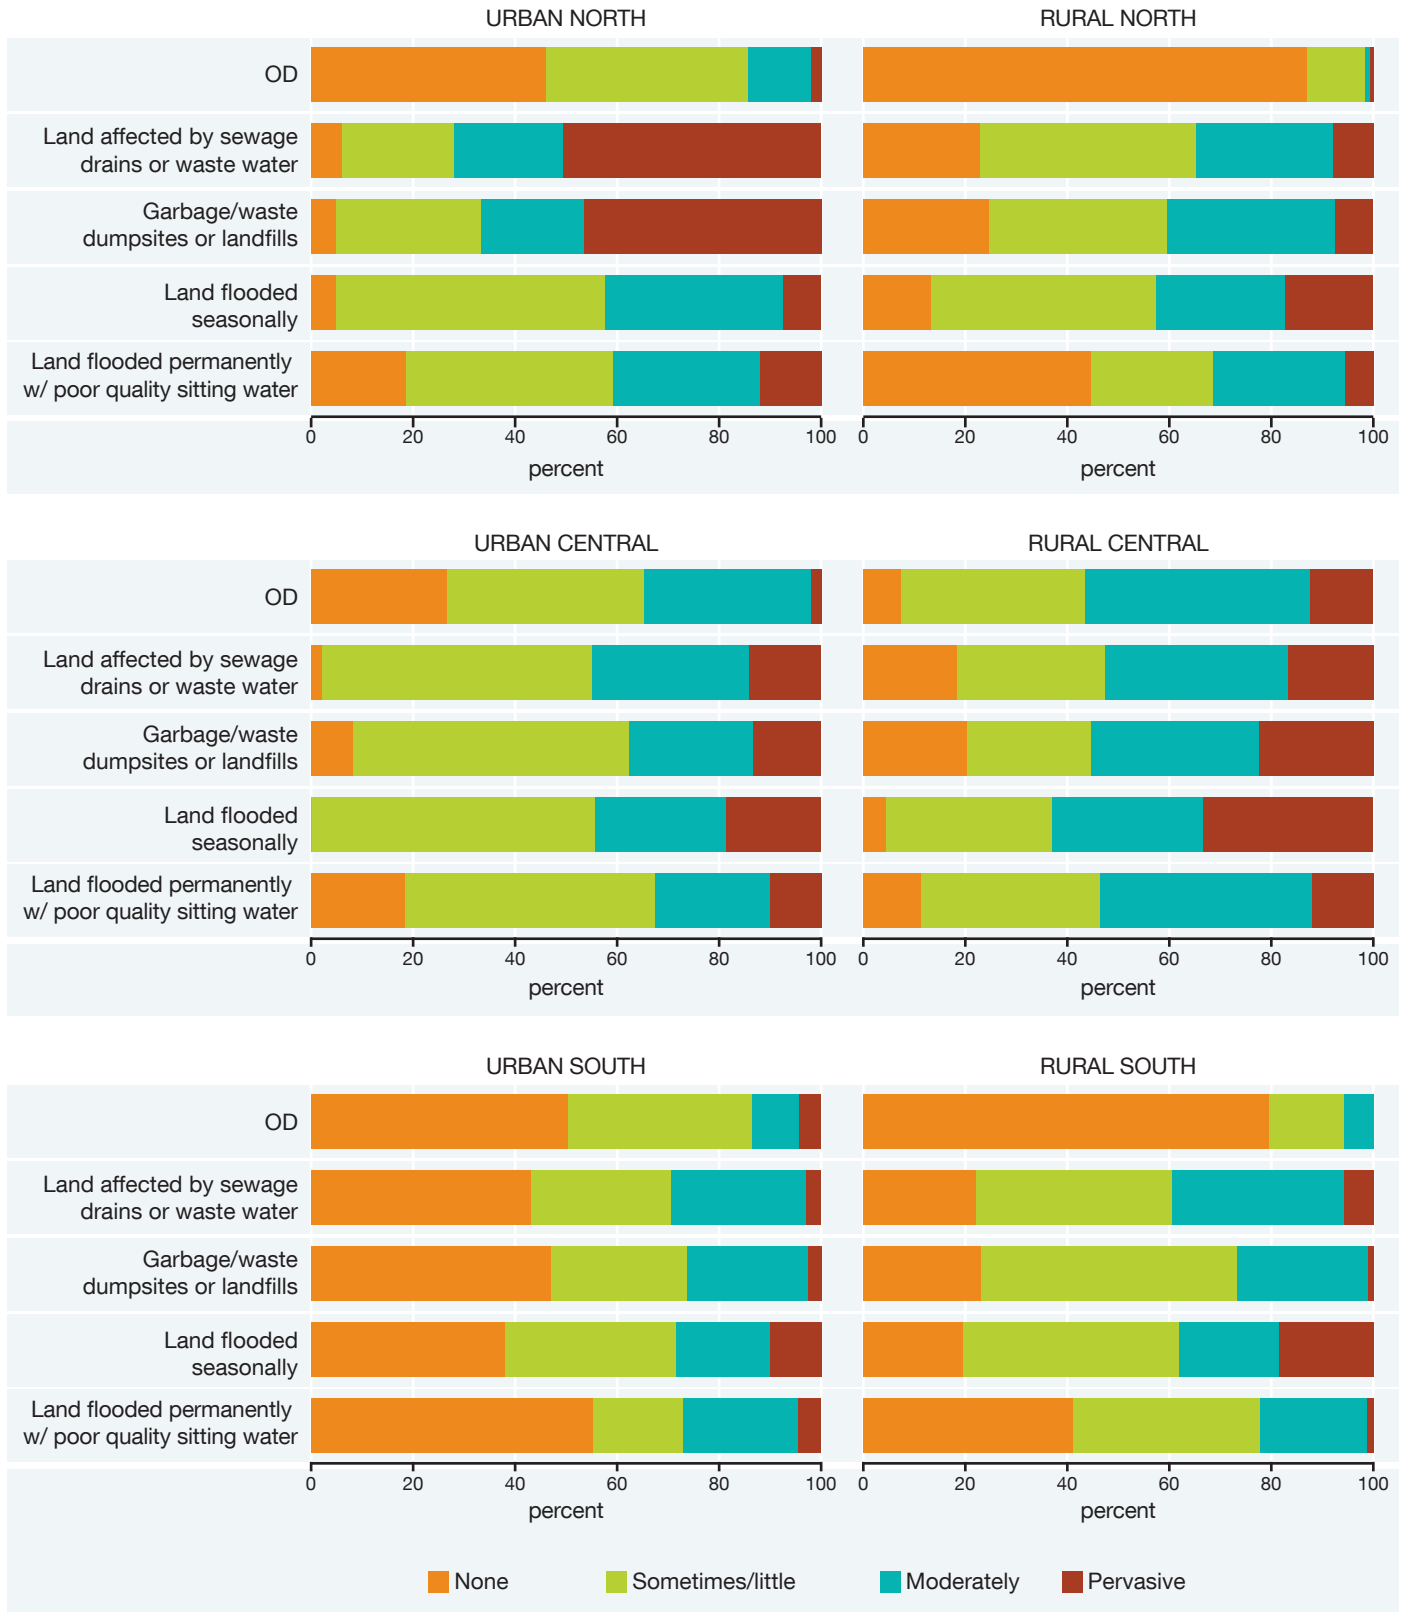 URBAN NORTH
RURAL NORTH
OD
Land affected by sewage
drains or waste water
Garbage/waste
dumpsites or landfills
Land flooded
seasonally
Land flooded permanently
w/ poor quality sitting water
0 20 40 60 80 100
0 20 40 60 80 100
percent
percent
URBAN CENTRAL
RURAL CENTRAL
OD
Land affected by sewage
drains or waste water
Garbage/waste
dumpsites or landfills
Land flooded
seasonally
Land flooded permanently
w/ poor quality sitting water
0 20 40 60 80 100
0 20 40 60 80 100
percent
percent
URBAN SOUTH
RURAL SOUTH
OD
Land affected by sewage
drains or waste water
Garbage/waste
dumpsites or landfills
Land flooded
seasonally
Land flooded permanently
w/ poor quality sitting water
0 20 40 60 80 100
0 20 40 60 80 100
percent
percent
None
Sometimes/little
Moderately
Pervasive